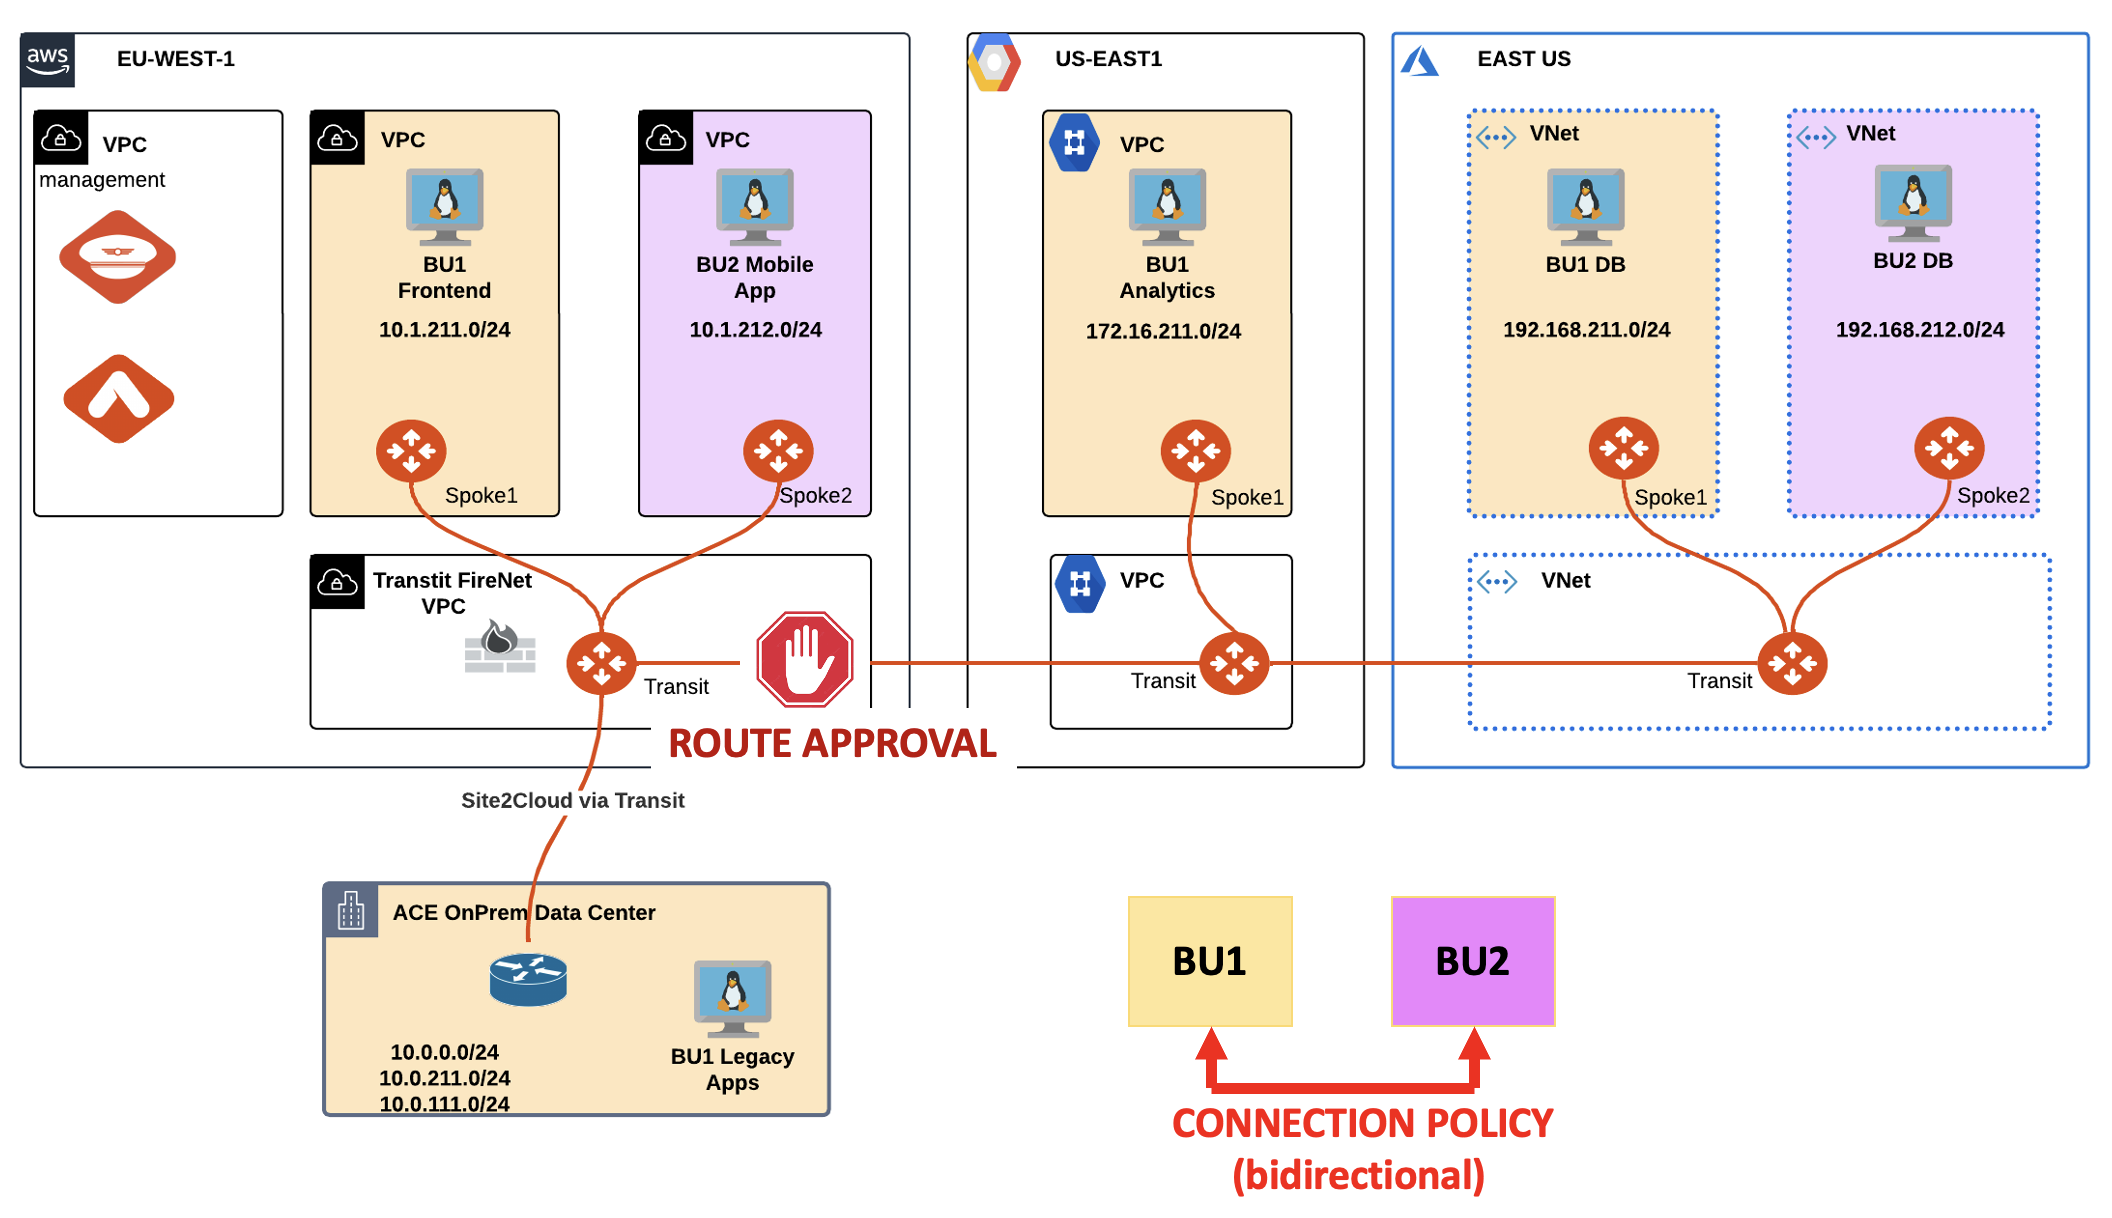 aws
EU-WEST-1
US-EAST1
EAST US
VPC
management
VPC
BU1
Frontend
10.1.211.0/24
Spoke1
VPC
BU2 Mobile
App
10.1.212.0/24
Spoke2
VPC
BU1
Analytics
172.16.211.0/24
Spoke1
VNet
BU1 DB
192.168.211.0/24
Spoke1
VNet
BU2 DB
192.168.212.0/24
Spoke2
Transtit FireNet
VPC
Transit
ROUTE APPROVAL
VPC
Transit
VNet
Transit
Site2Cloud via Transit
ACE OnPrem Data Center
10.0.0.0/24
10.0.211.0/24
10.0.111.0/24
BU1 Legacy
Apps
BU1
BU2
CONNECTION POLICY
(bidirectional)